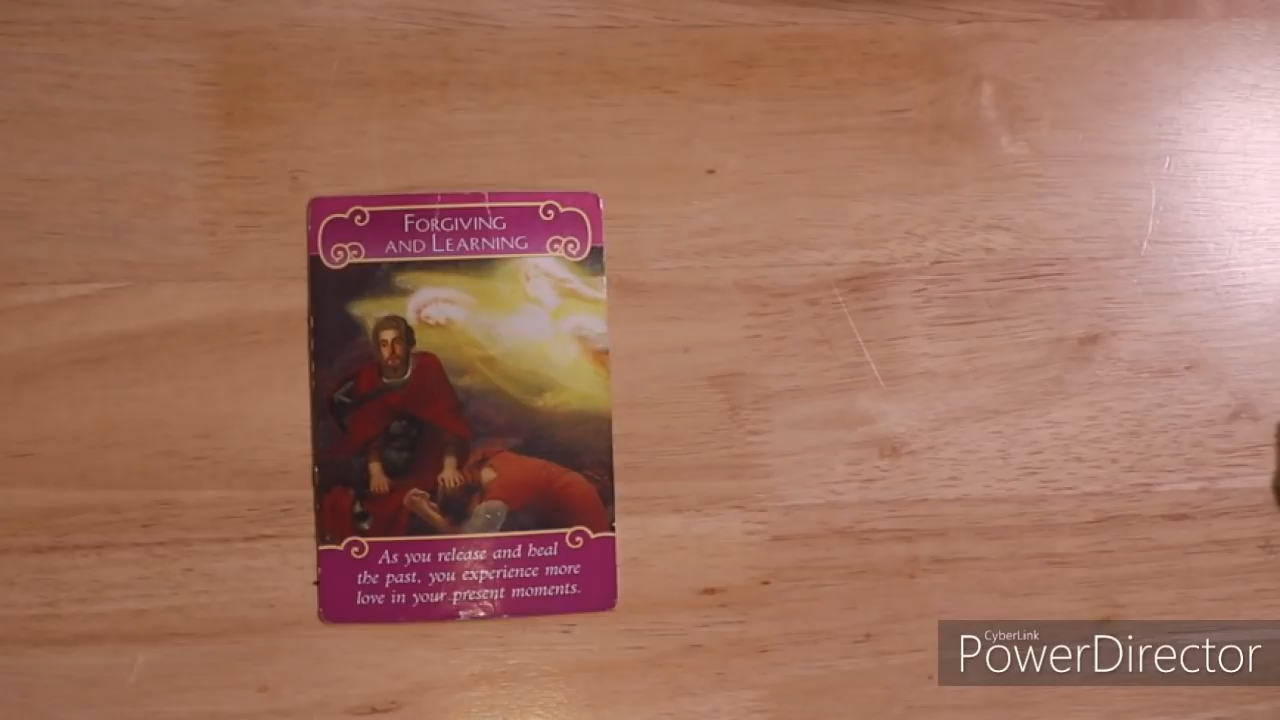 FORGIVING
AND LEARNING
As you release and heal
the past, you experience more
love in your present moments.
CyberLink
PowerDirector